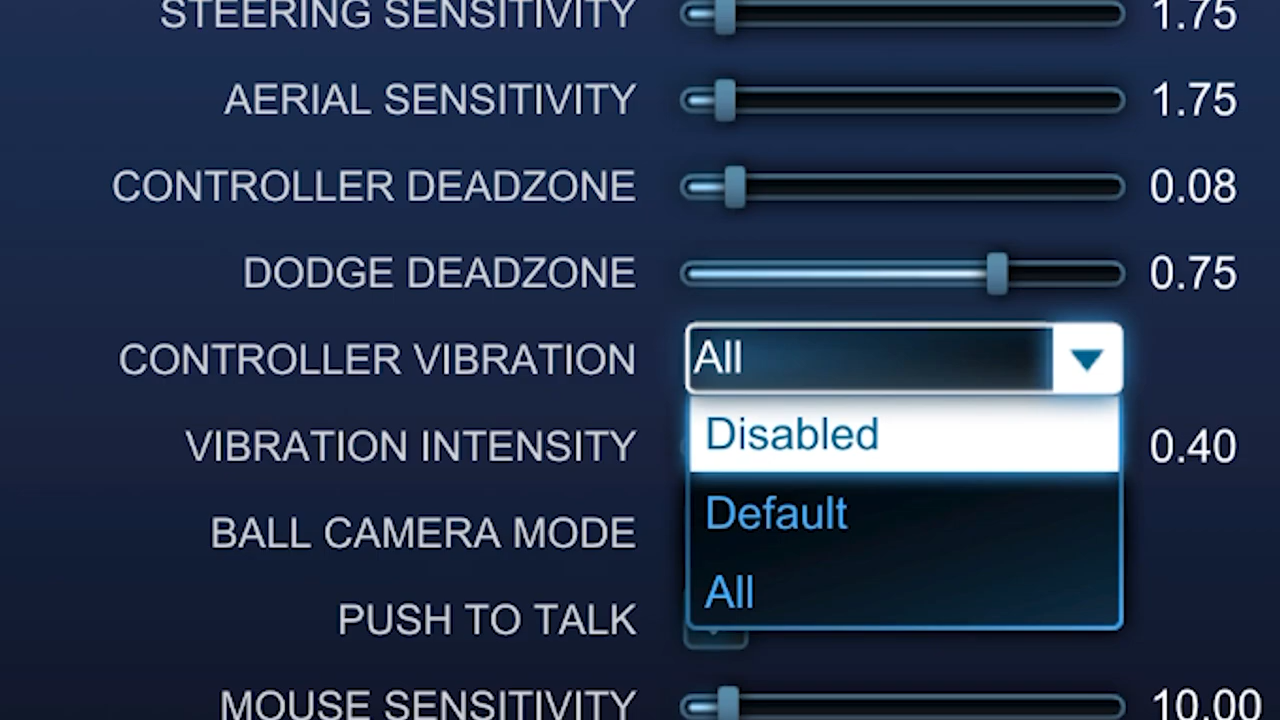 STEERING SENSITIVITY 1.75
AERIAL SENSITIVITY 1.75
CONTROLLER DEADZONE 0.08
DODGE DEADZONE 0.75
CONTROLLER VIBRATION All
Disabled
VIBRATION INTENSITY 0.40
Default
BALL CAMERA MODE
All
PUSH TO TALK
MOUSE SENSITIVITY 10.00